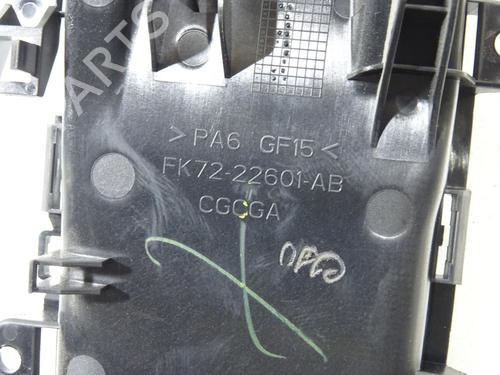 > PA6 GF15 <
FK72-22601-AB
CGCGA